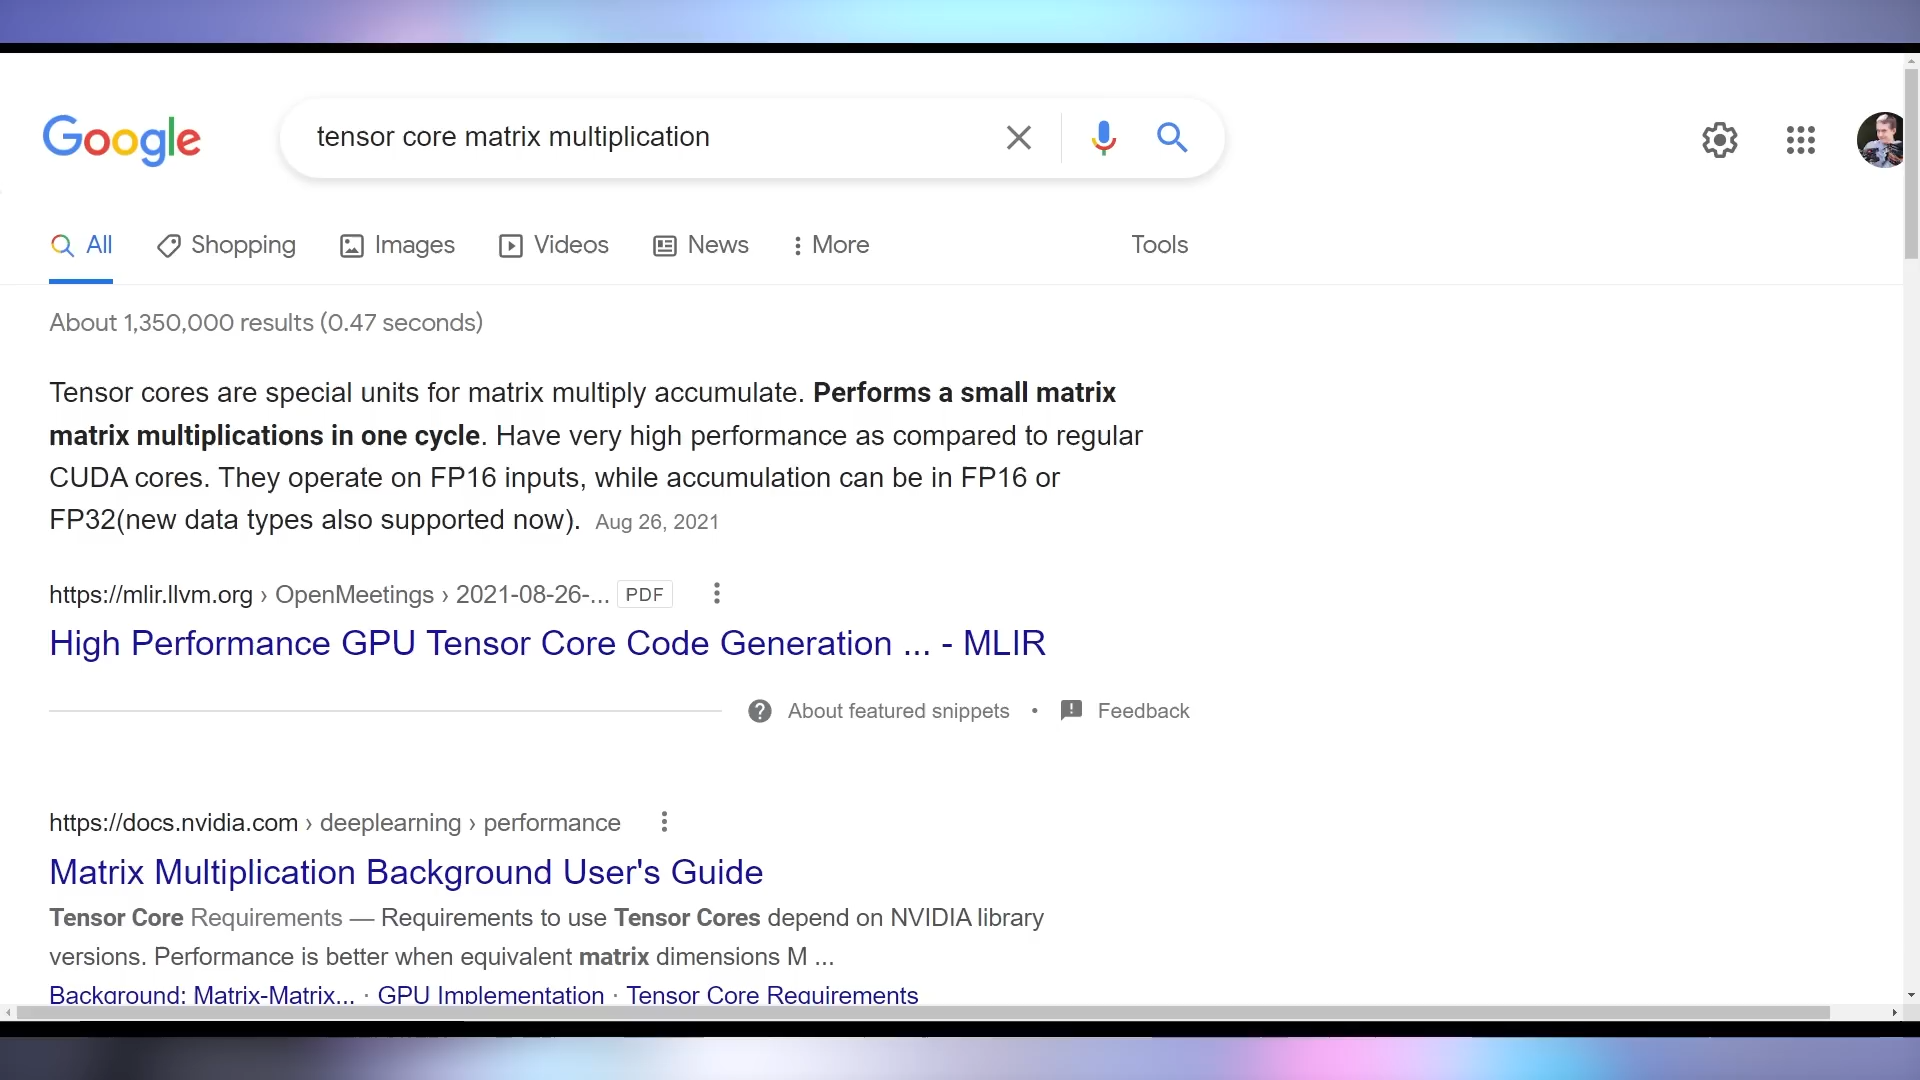 Google
tensor core matrix multiplication
All Shopping Images Videos News More Tools
About 1,350,000 results (0.47 seconds)
Tensor cores are special units for matrix multiply accumulate. Performs a small matrix
matrix multiplications in one cycle. Have very high performance as compared to regular
CUDA cores. They operate on FP16 inputs, while accumulation can be in FP16 or
FP32(new data types also supported now). Aug 26, 2021
https://mlir.llvm.org › OpenMeetings › 2021-08-26-... PDF
High Performance GPU Tensor Core Code Generation ... - MLIR
About featured snippets • Feedback
https://docs.nvidia.com › deeplearning › performance
Matrix Multiplication Background User's Guide
Tensor Core Requirements — Requirements to use Tensor Cores depend on NVIDIA library
versions. Performance is better when equivalent matrix dimensions M ...
Background: Matrix-Matrix... · GPU Implementation · Tensor Core Requirements